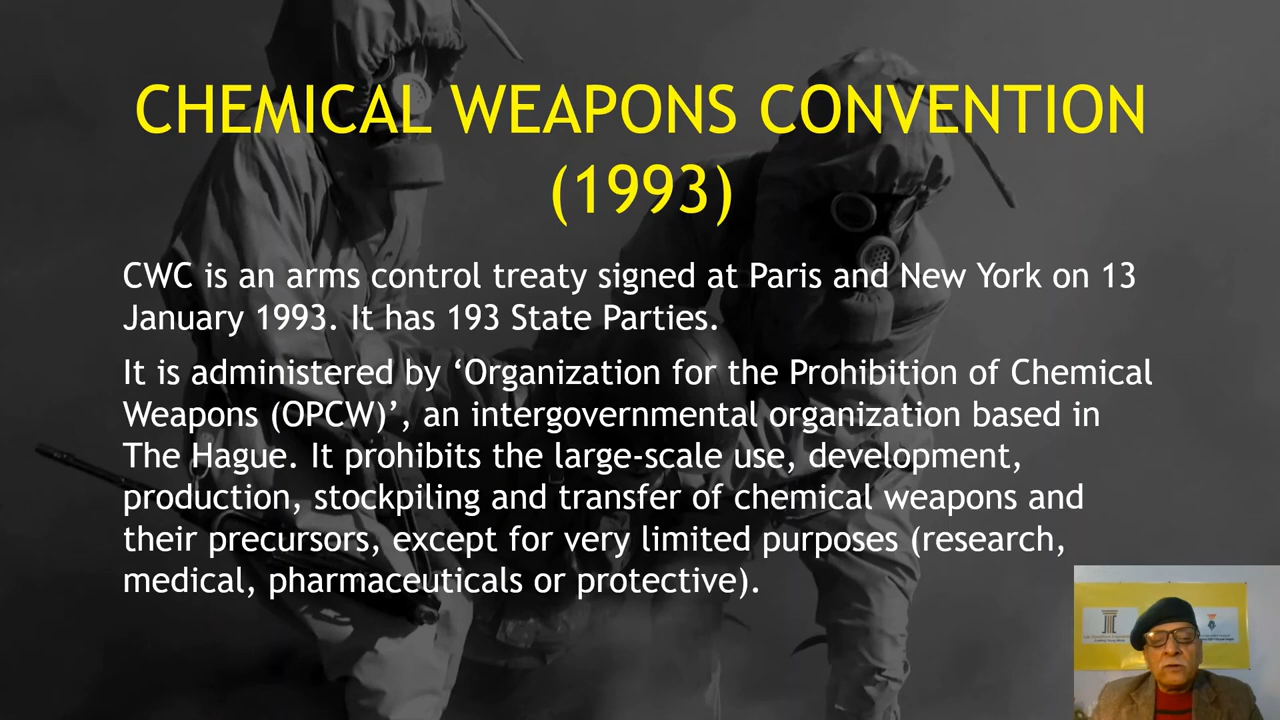 CHEMICAL WEAPONS CONVENTION
(1993)
CWC is an arms control treaty signed at Paris and New York on 13
January 1993. It has 193 State Parties.
It is administered by ‘Organization for the Prohibition of Chemical
Weapons (OPCW)’, an intergovernmental organization based in
The Hague. It prohibits the large-scale use, development,
production, stockpiling and transfer of chemical weapons and
their precursors, except for very limited purposes (research,
medical, pharmaceuticals or protective).